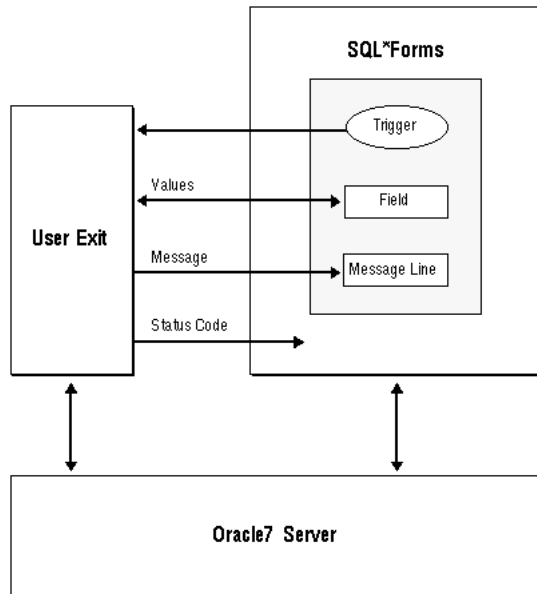 SQL*Forms
Trigger
Values
Field
User Exit
Message
Message Line
Status Code
Oracle7 Server